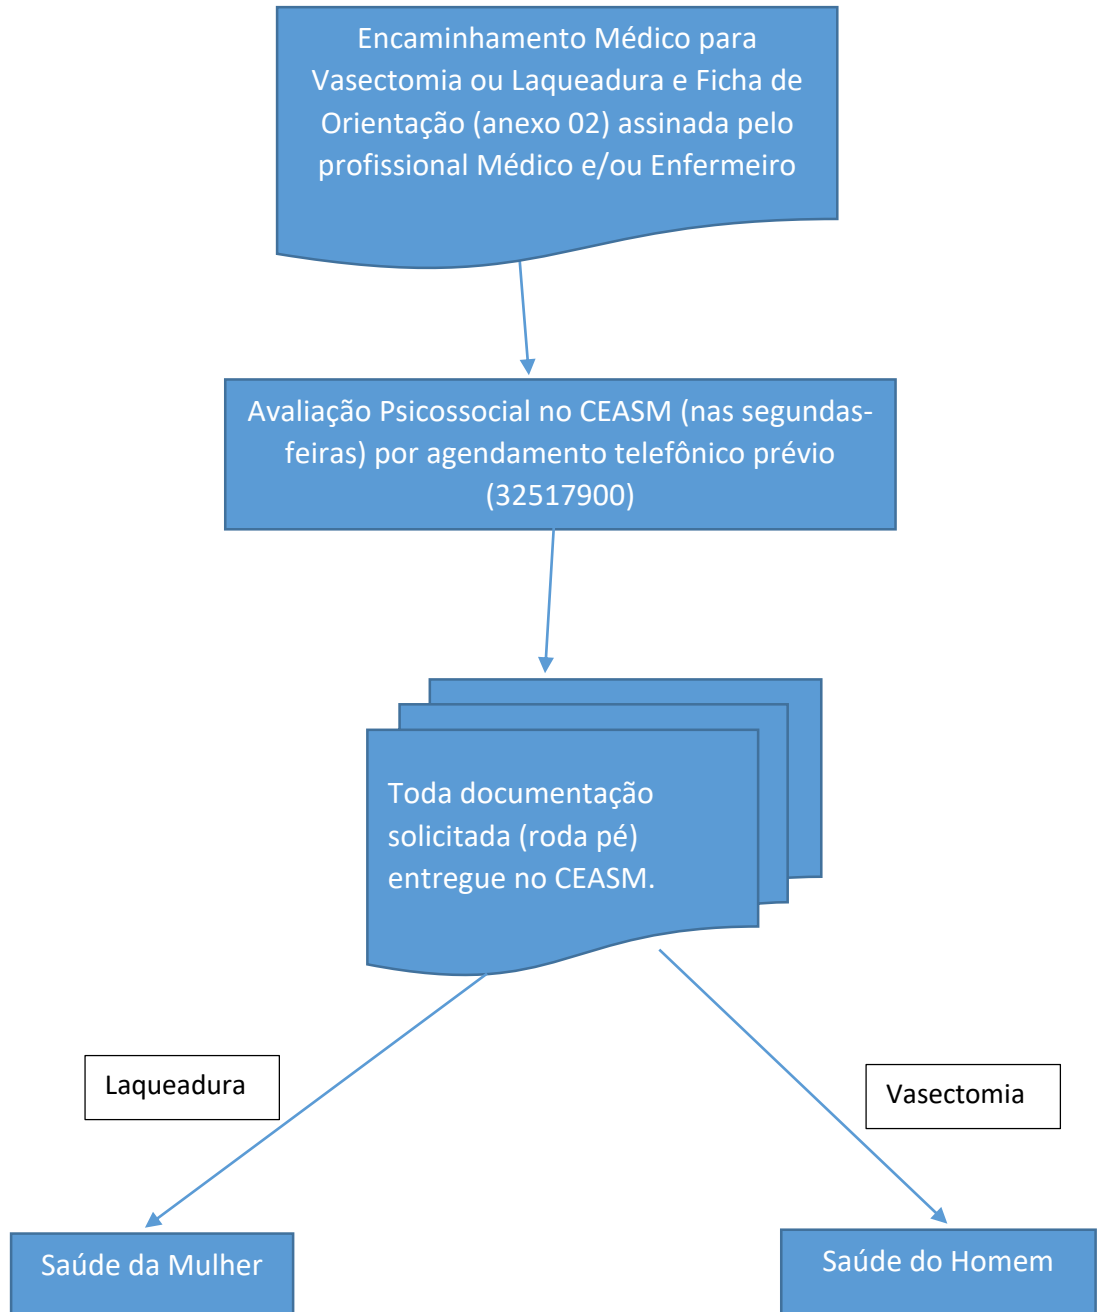 Encaminhamento Médico para
Vasectomia ou Laqueadura e Ficha de
Orientação (anexo 02) assinada pelo
profissional Médico e/ou Enfermeiro
Avaliação Psicossocial no CEASM (nas segundas-
feiras) por agendamento telefônico prévio
(32517900)
Toda documentação
solicitada (roda pé)
entregue no CEASM.
Laqueadura
Vasectomia
Saúde da Mulher
Saúde do Homem